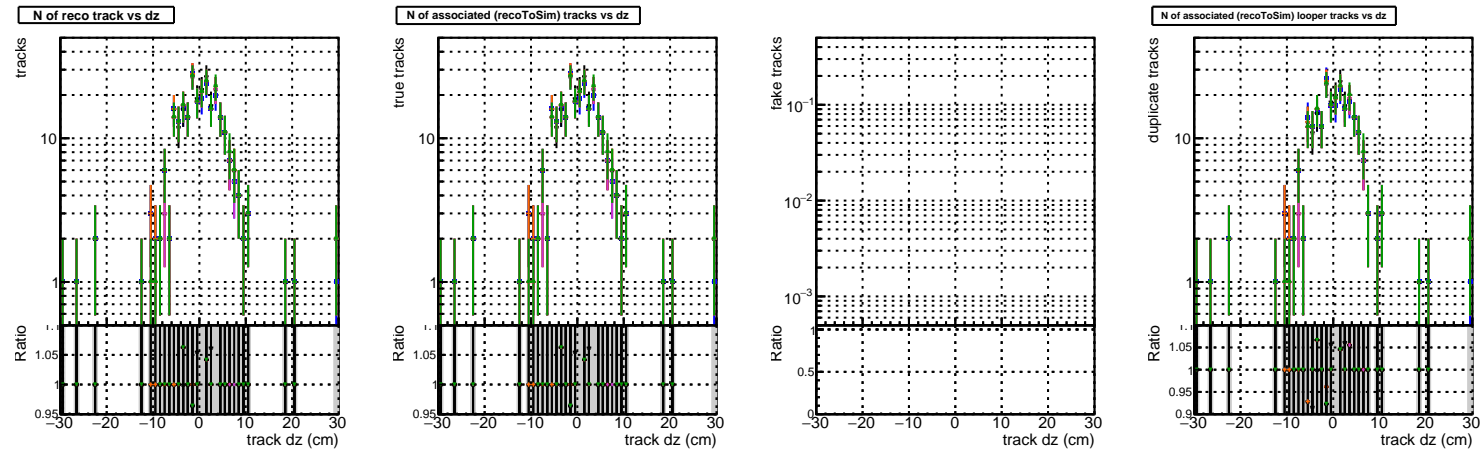 N of reco track vs dz
tracks
10
1
Ratio
1.05
1
0.95
−30 −20 −10 0 10 20 30
track dz (cm)
N of associated (recoToSim) tracks vs dz
true tracks
10
1
Ratio
1.05
1
0.95
−30 −20 −10 0 10 20 30
track dz (cm)
fake tracks
10−1
10−2
10−3
Ratio
1
0.5
0
−30 −20 −10 0 10 20 30
track dz (cm)
N of associated (recoToSim) looper tracks vs dz
duplicate tracks
10
1
Ratio
1.05
1
0.95
0.9
−30 −20 −10 0 10 20 30
track dz (cm)